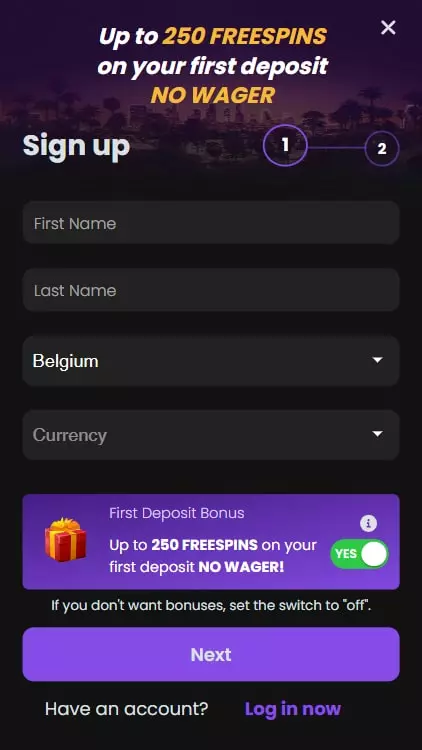 Up to 250 FREESPINS
on your first deposit
NO WAGER
Sign up
1
2
First Name
Last Name
Belgium
Currency
First Deposit Bonus
Up to 250 FREESPINS on your
first deposit NO WAGER!
YES
If you don't want bonuses, set the switch to "off".
Next
Have an account? Log in now